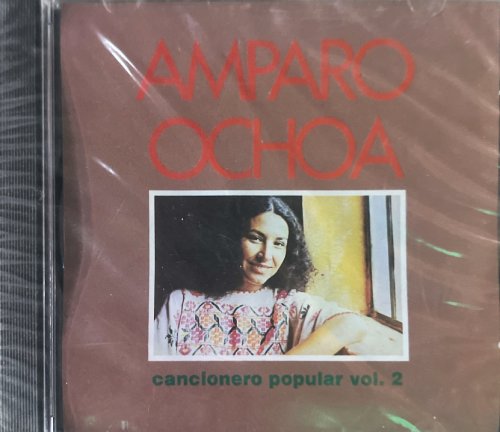 AMPARO
OCHOA
cancionero popular vol. 2